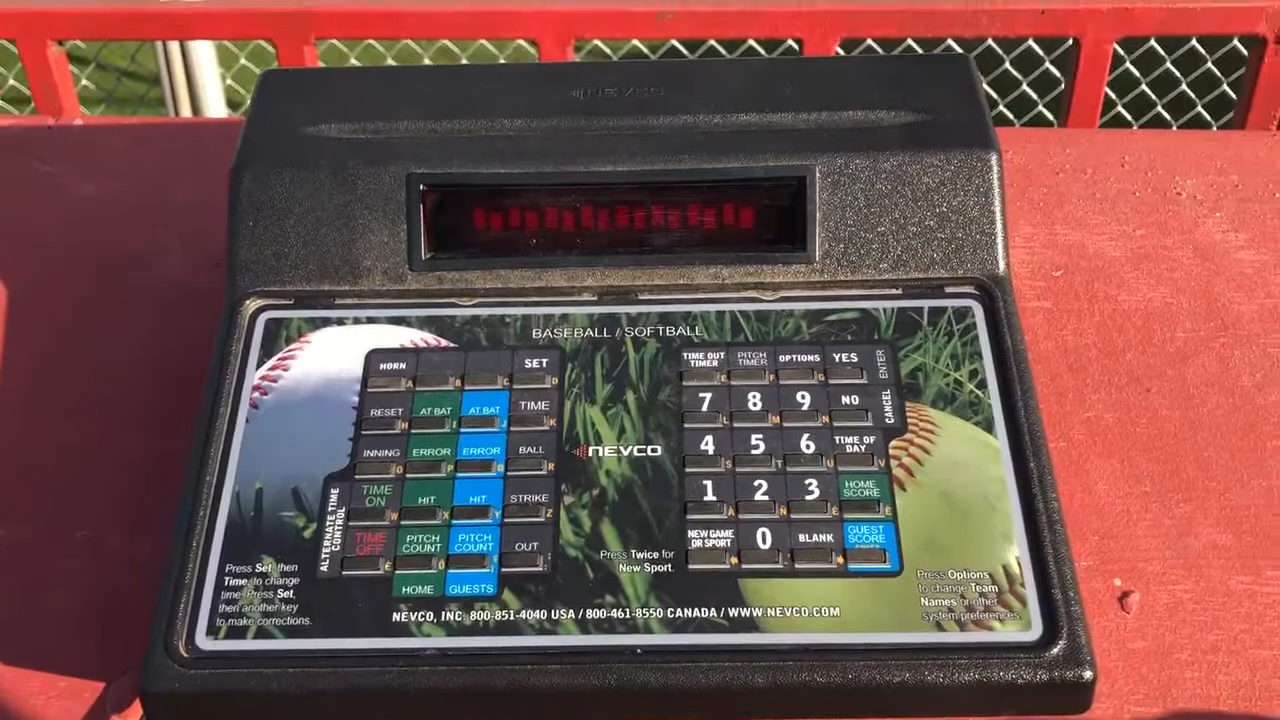 NEVCO
BASEBALL / SOFTBALL
HORN
A
B
C
SET
D
RESET
H
AT BAT
I
AT BAT
J
TIME
K
INNING
O
ERROR
P
ERROR
Q
BALL
R
TIME ON
W
HIT
X
HIT
Y
STRIKE
Z
TIME OFF
PITCH COUNT
PITCH COUNT
OUT
HOME
GUESTS
ALTERNATE TIME CONTROL
NEVCO
TIME OUT TIMER
E
PITCH TIMER
F
OPTIONS
G
YES
ENTER
7
L
8
M
9
N
NO
CANCEL
4
S
5
T
6
U
TIME OF DAY
V
1
2
3
HOME SCORE
NEW GAME OR SPORT
0
BLANK
GUEST SCORE
Press Twice for
New Sport.
Press Set, then
Time, to change
time. Press Set,
then another key
to make corrections.
Press Options
to change Team
Names or other
system preferences.
NEVCO, INC. 800-851-4040 USA / 800-461-8550 CANADA / WWW.NEVCO.COM